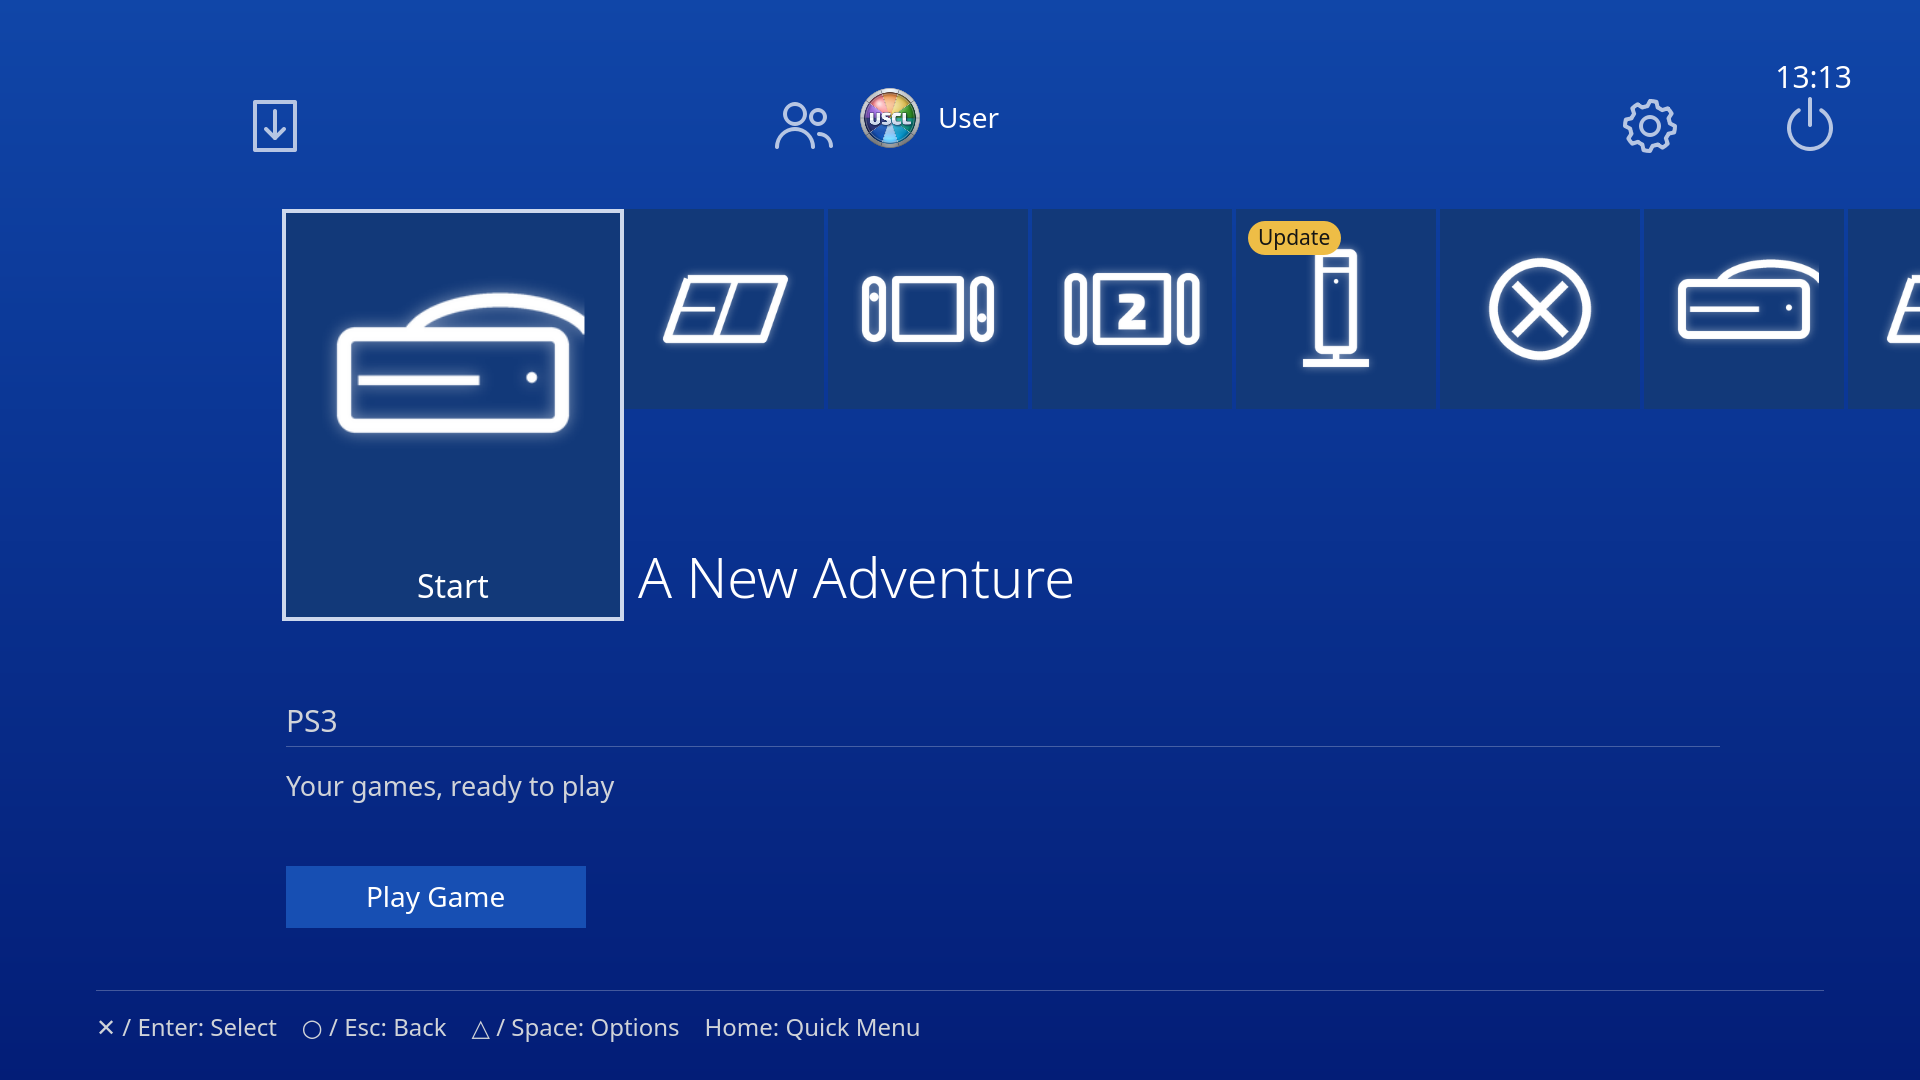 13:13
USCL
User
Update
2
Start
A New Adventure
PS3
Your games, ready to play
Play Game
✕ / Enter: Select ○ / Esc: Back △ / Space: Options Home: Quick Menu